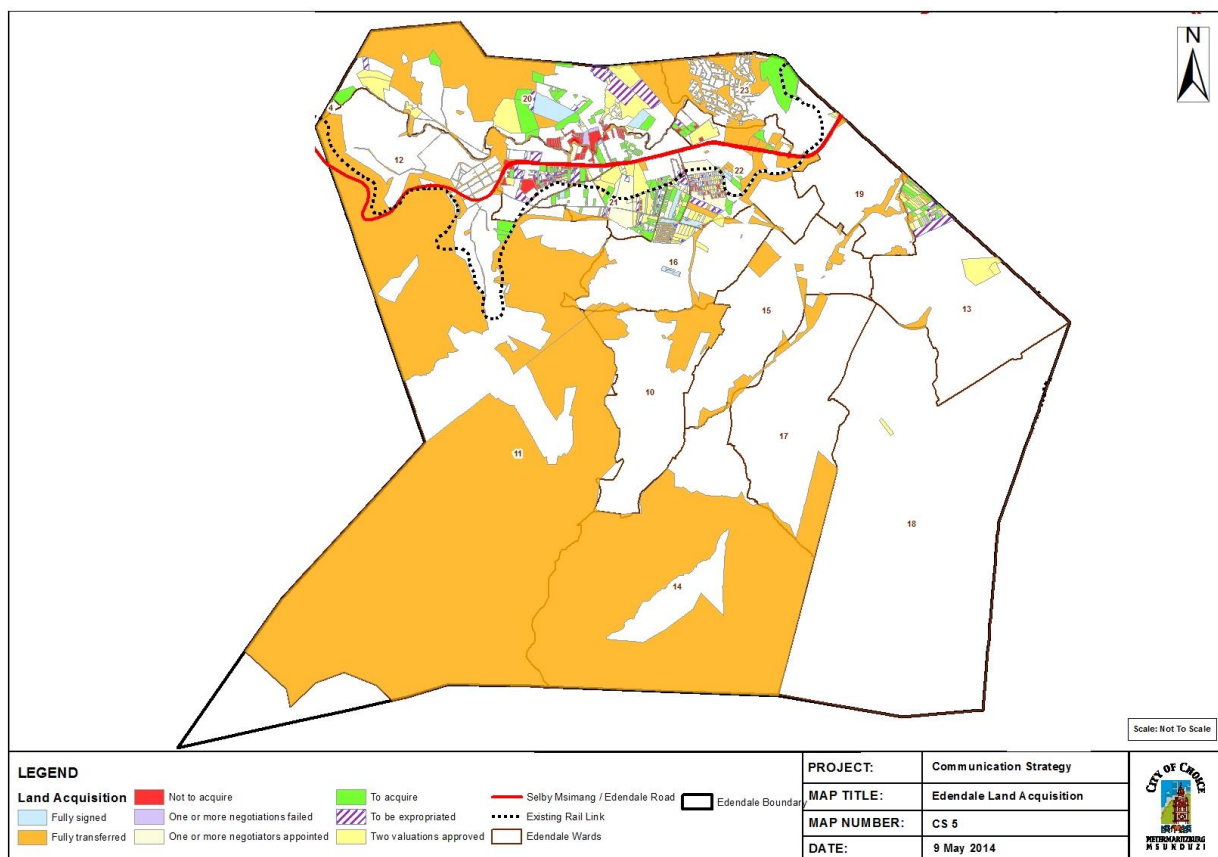 N
23
20
4
12
22
21
19
16
13
15
10
17
11
18
14
Scale: Not To Scale
LEGEND
Land Acquisition
Fully signed
Fully transferred
Not to acquire
One or more negotiations failed
One or more negotiators appointed
To acquire
To be expropriated
Two valuations approved
Selby Msimang / Edendale Road
Existing Rail Link
Edendale Wards
Edendale Boundary
PROJECT: Communication Strategy
MAP TITLE: Edendale Land Acquisition
MAP NUMBER: CS 5
DATE: 9 May 2014
CITY OF CHOICE
PIETERMARITZBURG
MSUNDUZI